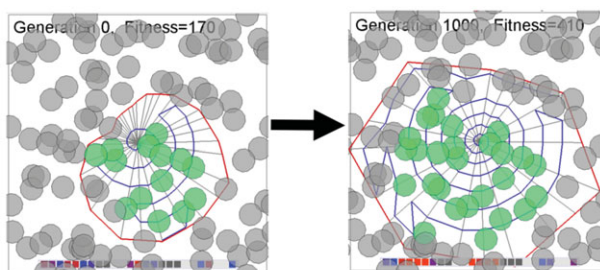 Generation 0, Fitness=170
Generation 1000, Fitness=410